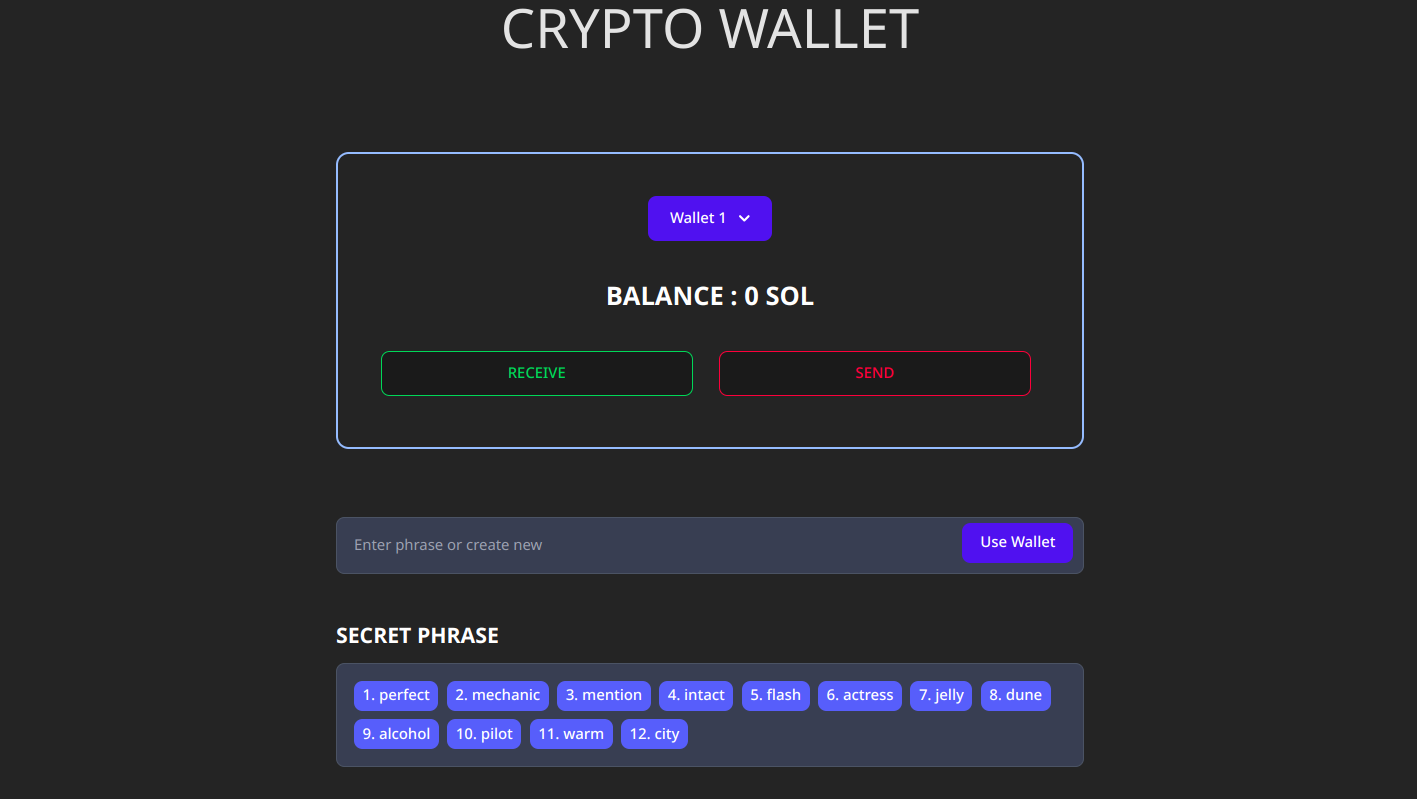 CRYPTO WALLET
Wallet 1
BALANCE : 0 SOL
RECEIVE SEND
Enter phrase or create new Use Wallet
SECRET PHRASE
1. perfect 2. mechanic 3. mention 4. intact 5. flash 6. actress 7. jelly 8. dune
9. alcohol 10. pilot 11. warm 12. city